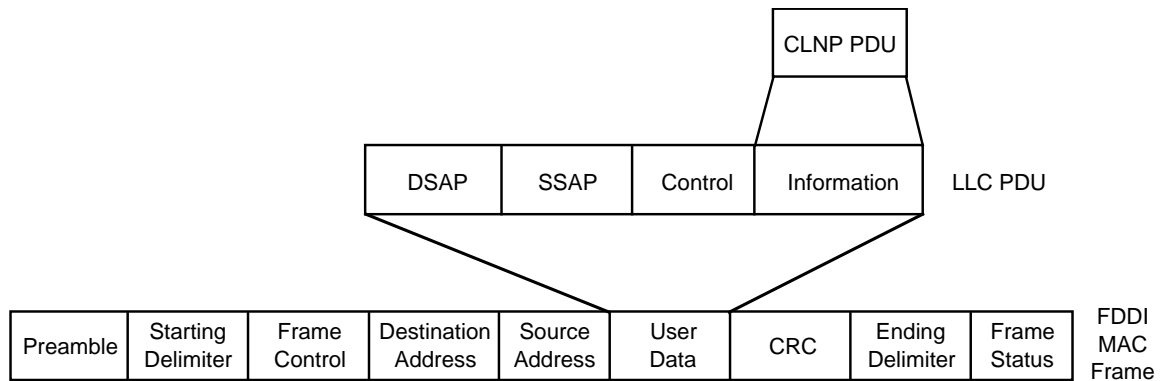 CLNP PDU
DSAP SSAP Control Information LLC PDU
Preamble
Starting
Delimiter
Frame
Control
Destination
Address
Source
Address
User
Data
CRC
Ending
Delimiter
Frame
Status
FDDI
MAC
Frame